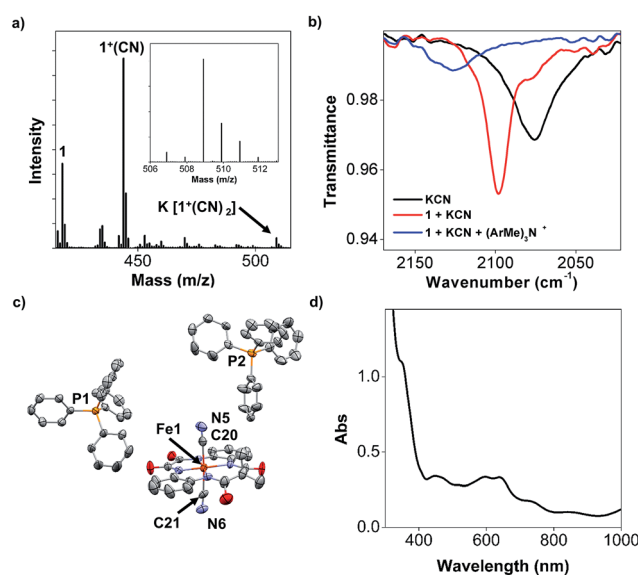 a)
1⁺(CN)
1
Intensity
K [1⁺(CN)₂]
450 500
Mass (m/z)
506 508 510 512
Mass (m/z)
b)
Transmittance
0.98
0.96
0.94
KCN
1 + KCN
1 + KCN + (ArMe)₃N⁺
2150 2100 2050
Wavenumber (cm⁻¹)
c)
P1
P2
N5
C20
Fe1
C21
N6
d)
Abs
1.0
0.5
0.0
400 600 800 1000
Wavelength (nm)